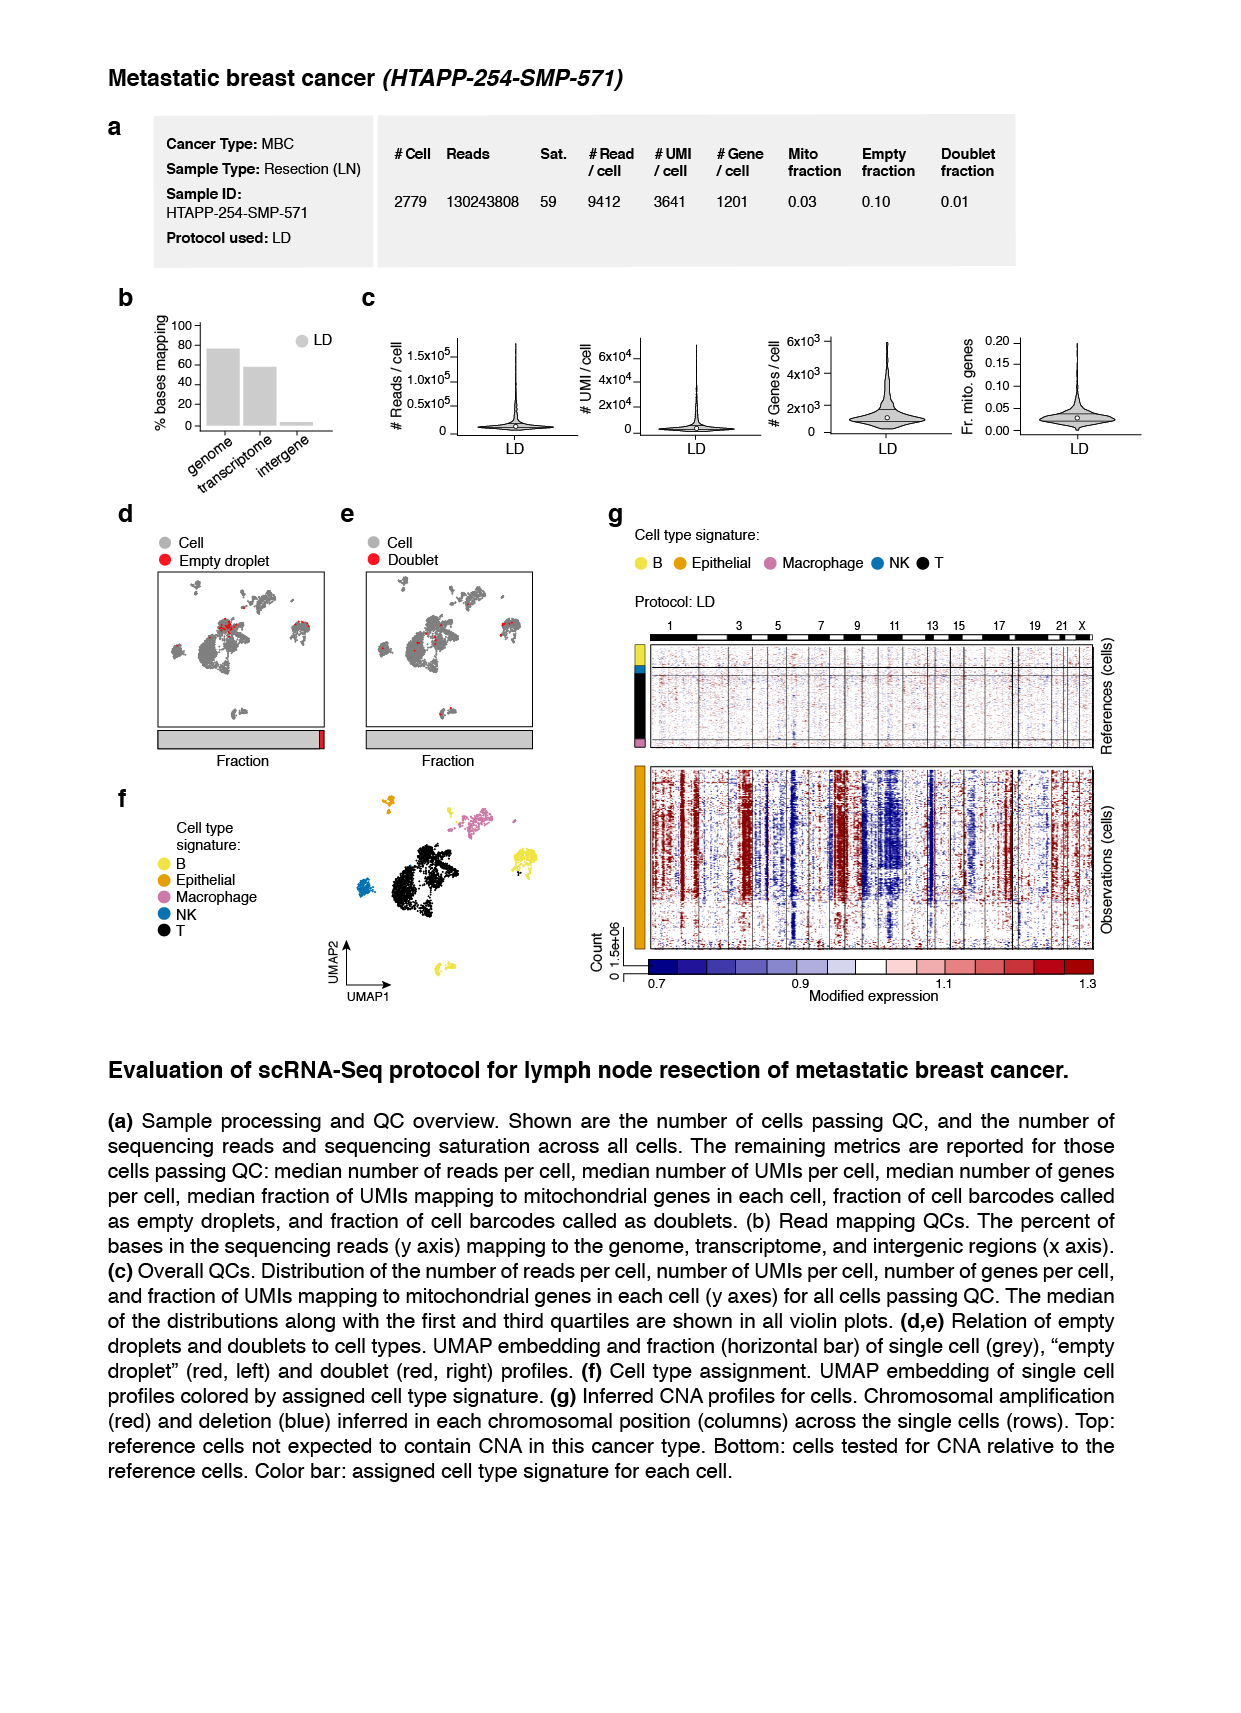 Metastatic breast cancer (HTAPP-254-SMP-571)
a
Cancer Type: MBC
Sample Type: Resection (LN)
Sample ID:
HTAPP-254-SMP-571
Protocol used: LD
# Cell Reads Sat. # Read / cell # UMI / cell # Gene / cell Mito fraction Empty fraction Doublet fraction
2779 130243808 59 9412 3641 1201 0.03 0.10 0.01
b
% bases mapping
100
80
60
40
20
0
LD
genome
transcriptome
intergene
c
# Reads / cell
1.5x10⁵
1.0x10⁵
0.5x10⁵
0
LD
# UMI / cell
6x10⁴
4x10⁴
2x10⁴
0
LD
# Genes / cell
6x10³
4x10³
2x10³
0
LD
Fr. mito. genes
0.20
0.15
0.10
0.05
0.00
LD
d
Cell
Empty droplet
Fraction
e
Cell
Doublet
Fraction
f
Cell type
signature:
B
Epithelial
Macrophage
NK
T
UMAP2
UMAP1
g
Cell type signature:
B Epithelial Macrophage NK T
Protocol: LD
1 3 5 7 9 11 13 15 17 19 21 X
References (cells)
Observations (cells)
Count
0 1.5e+06
0.7 0.9 1.1 1.3
Modified expression
Evaluation of scRNA-Seq protocol for lymph node resection of metastatic breast cancer.
(a) Sample processing and QC overview. Shown are the number of cells passing QC, and the number of
sequencing reads and sequencing saturation across all cells. The remaining metrics are reported for those
cells passing QC: median number of reads per cell, median number of UMIs per cell, median number of genes
per cell, median fraction of UMIs mapping to mitochondrial genes in each cell, fraction of cell barcodes called
as empty droplets, and fraction of cell barcodes called as doublets. (b) Read mapping QCs. The percent of
bases in the sequencing reads (y axis) mapping to the genome, transcriptome, and intergenic regions (x axis).
(c) Overall QCs. Distribution of the number of reads per cell, number of UMIs per cell, number of genes per cell,
and fraction of UMIs mapping to mitochondrial genes in each cell (y axes) for all cells passing QC. The median
of the distributions along with the first and third quartiles are shown in all violin plots. (d,e) Relation of empty
droplets and doublets to cell types. UMAP embedding and fraction (horizontal bar) of single cell (grey), “empty
droplet” (red, left) and doublet (red, right) profiles. (f) Cell type assignment. UMAP embedding of single cell
profiles colored by assigned cell type signature. (g) Inferred CNA profiles for cells. Chromosomal amplification
(red) and deletion (blue) inferred in each chromosomal position (columns) across the single cells (rows). Top:
reference cells not expected to contain CNA in this cancer type. Bottom: cells tested for CNA relative to the
reference cells. Color bar: assigned cell type signature for each cell.